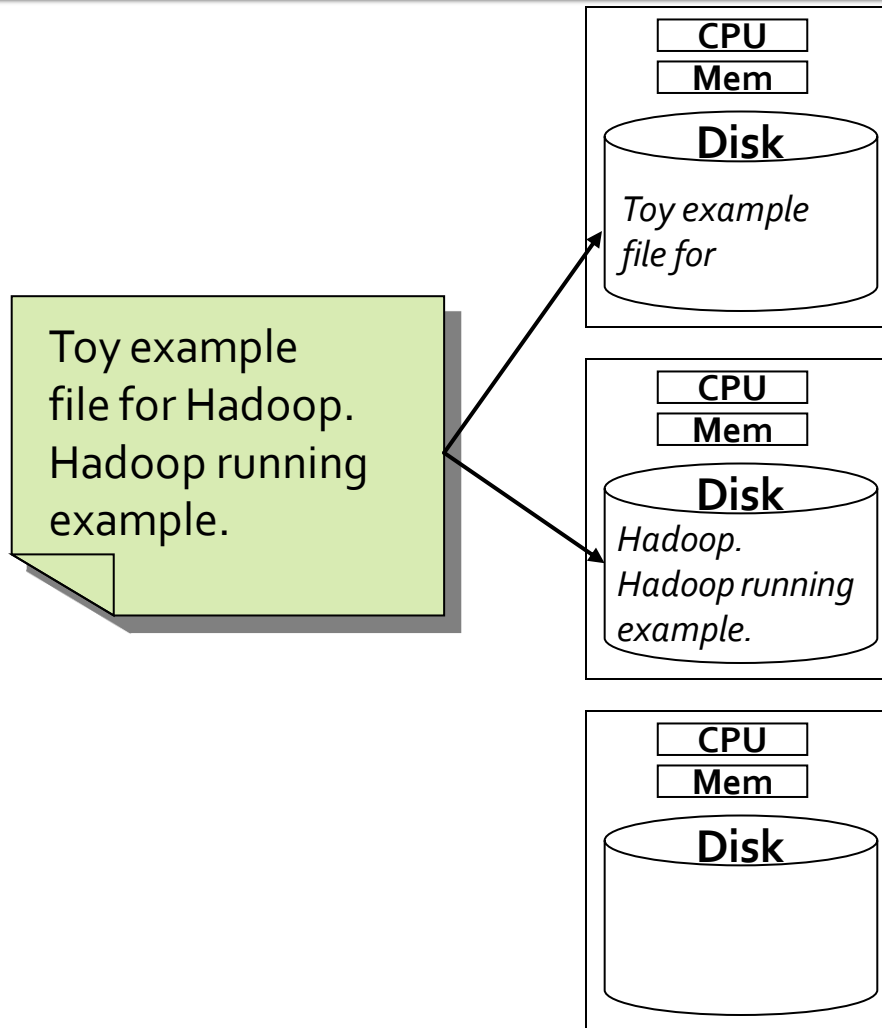 Toy example
file for Hadoop.
Hadoop running
example.
CPU
Mem
Disk
Toy example
file for
CPU
Mem
Disk
Hadoop.
Hadoop running
example.
CPU
Mem
Disk